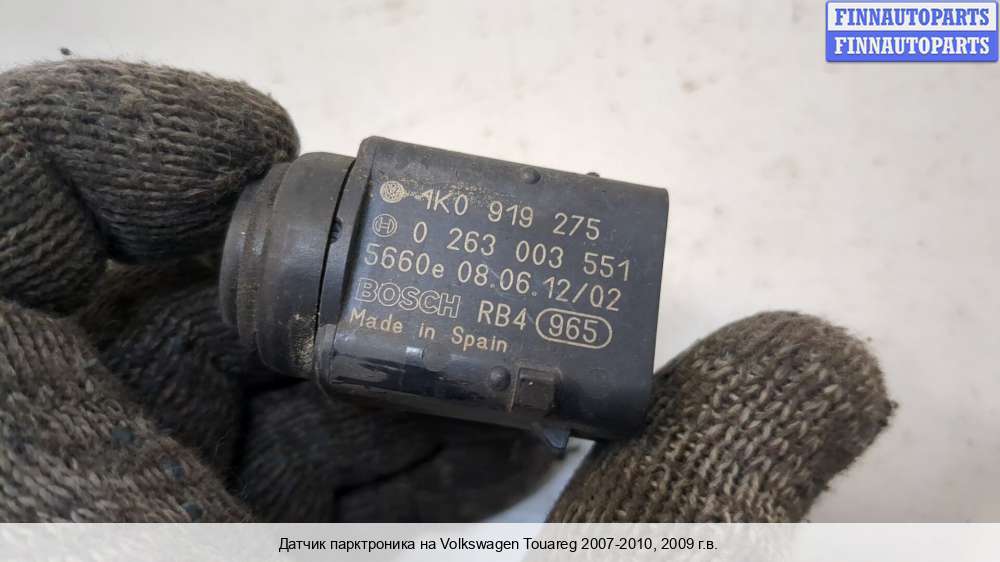 FINNAUTOPARTS
FINNAUTOPARTS
1K0 919 275
0 263 003 551
5660e 08.06.12/02
BOSCH RB4 965
Made in Spain
Датчик парктроника на Volkswagen Touareg 2007-2010, 2009 г.в.